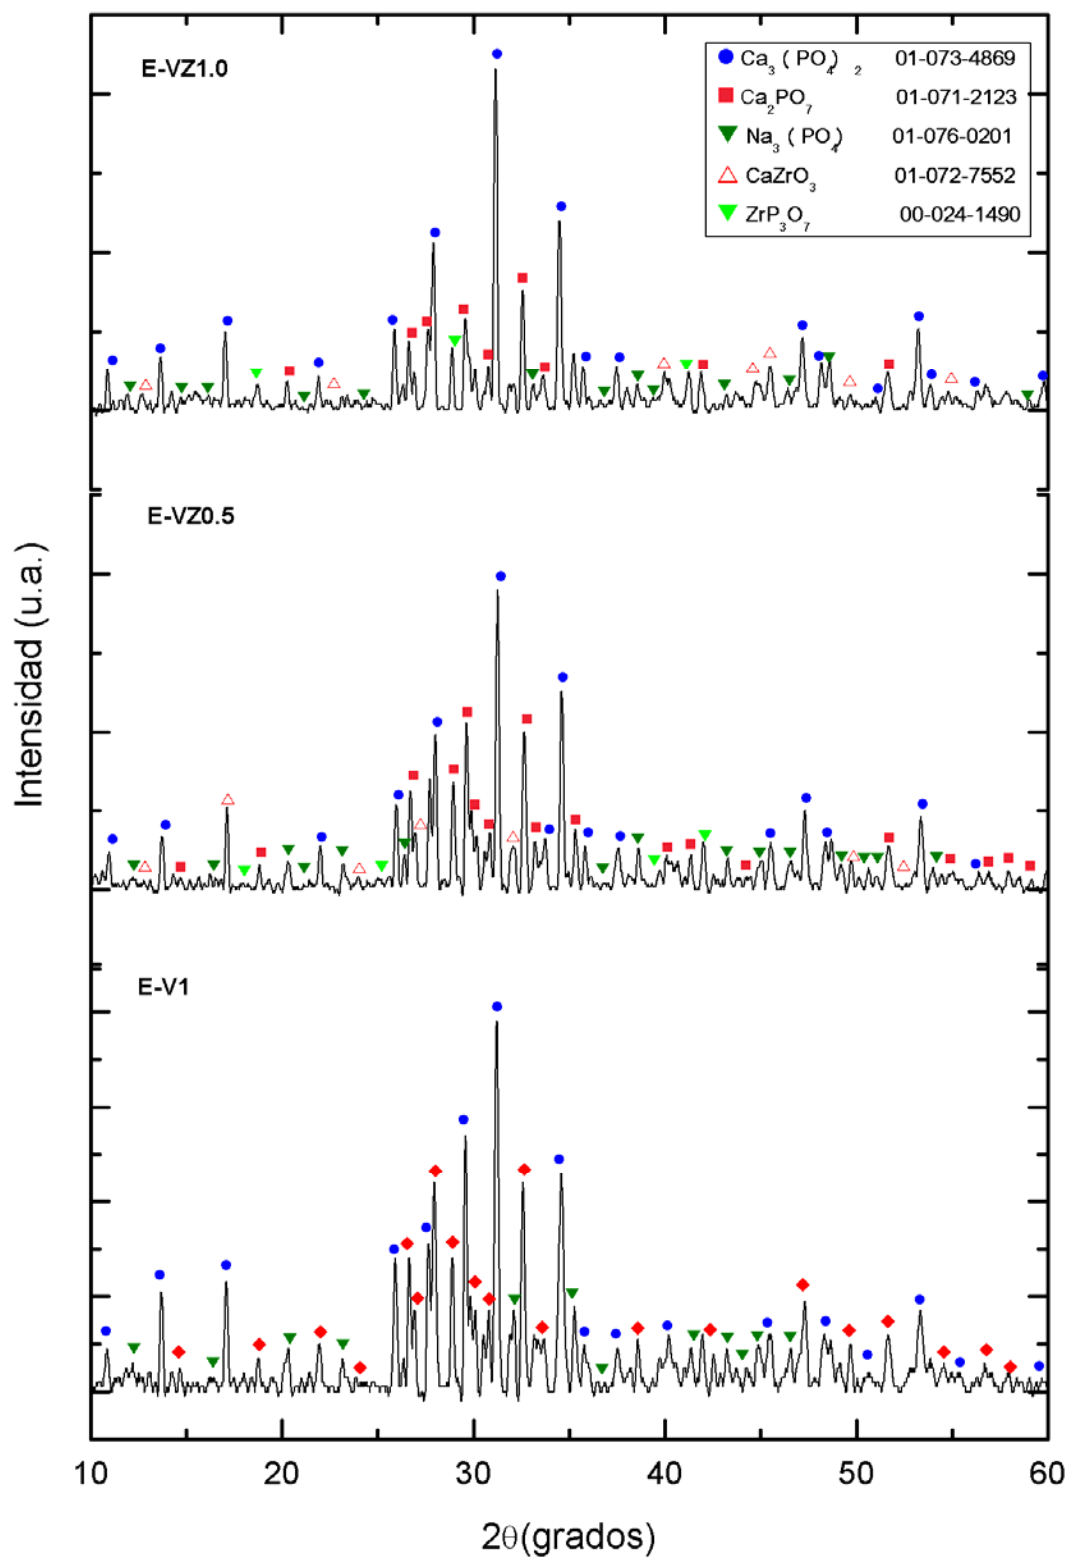 E-VZ1.0
Ca3 (PO4) 2 01-073-4869
Ca2PO7 01-071-2123
Na3 (PO4) 01-076-0201
CaZrO3 01-072-7552
ZrP3O7 00-024-1490
E-VZ0.5
E-V1
Intensidad (u.a.)
10 20 30 40 50 60
2θ(grados)